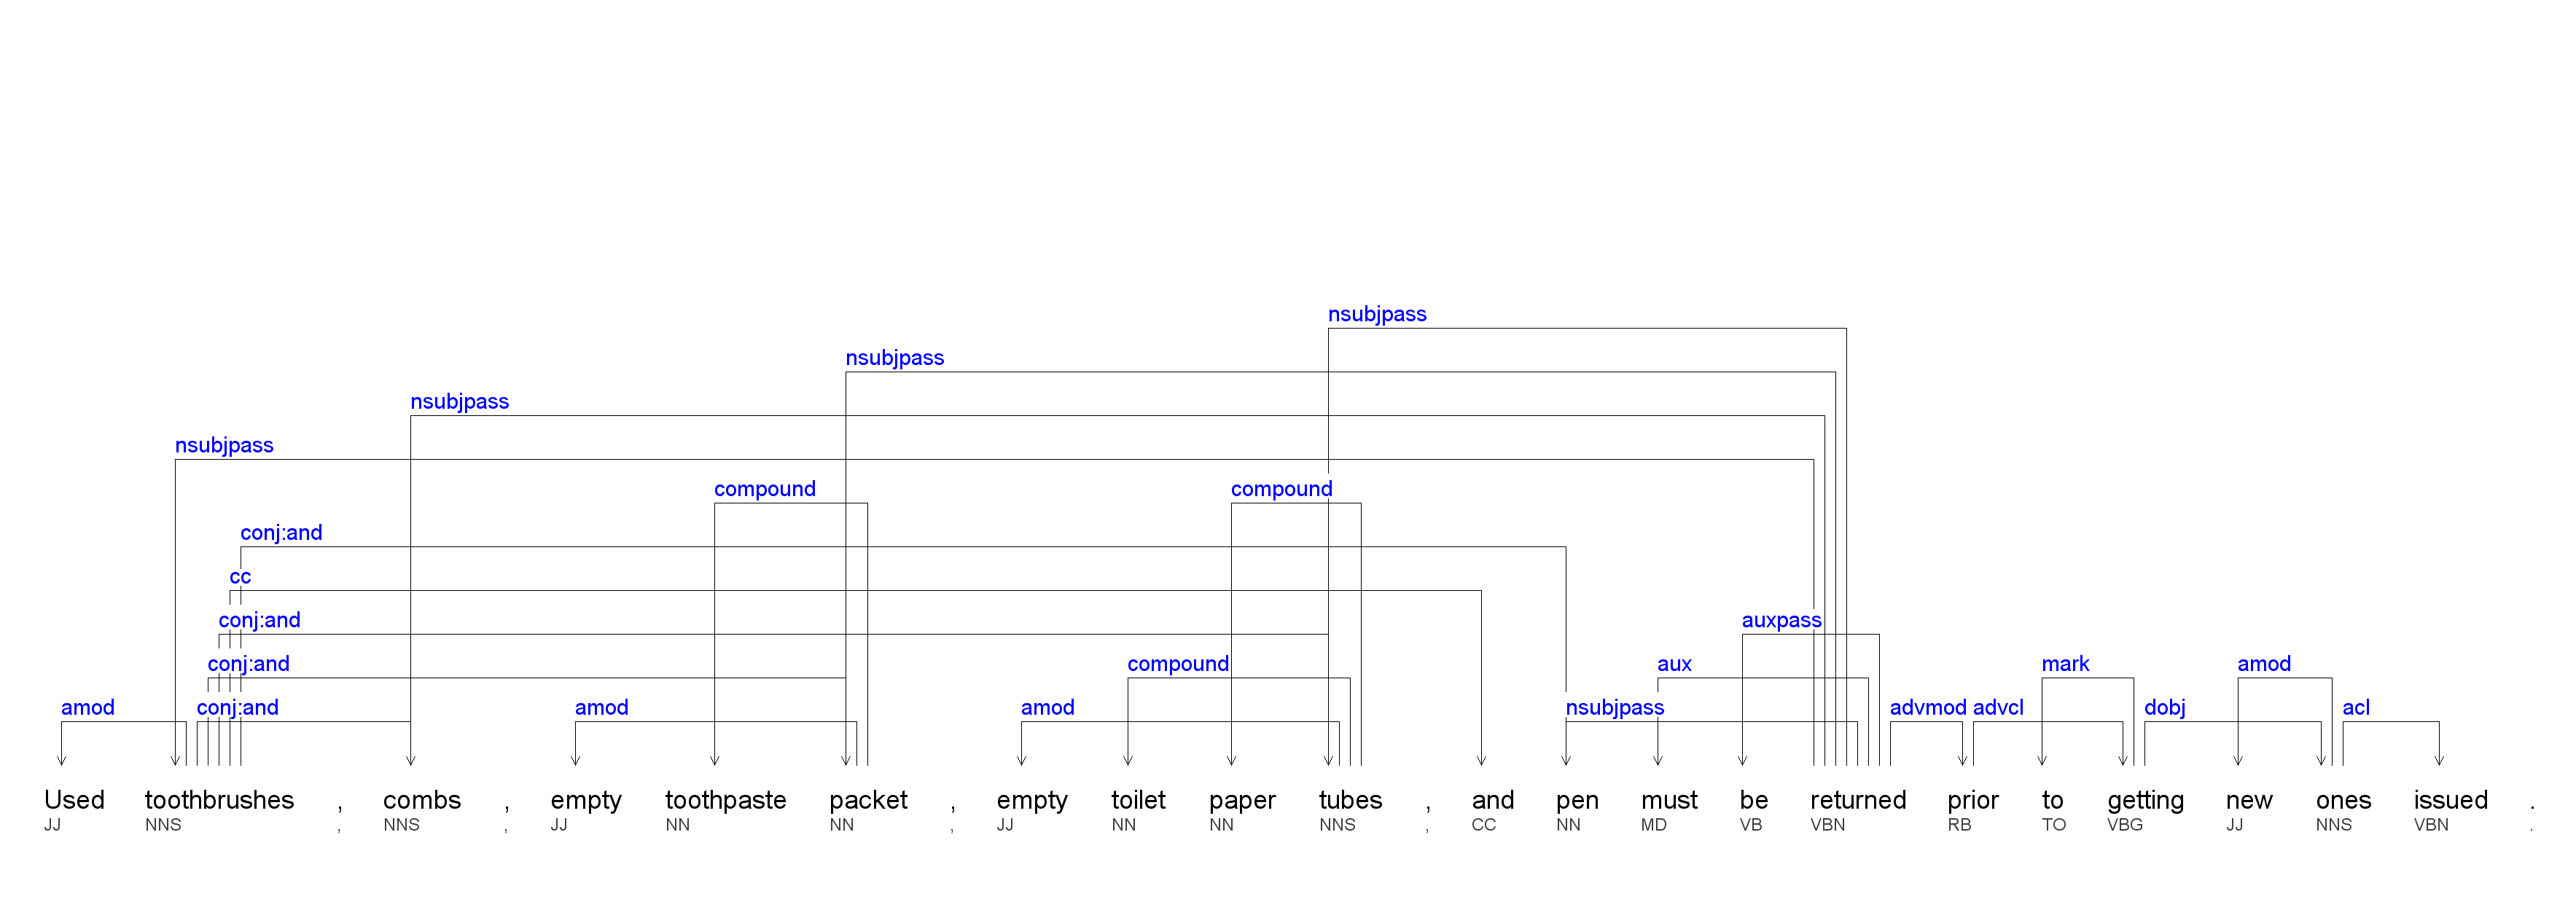 nsubjpass
nsubjpass
nsubjpass
nsubjpass
compound compound
conj:and
cc
conj:and auxpass
conj:and compound aux mark amod
amod conj:and amod amod nsubjpass advmod advcl dobj acl
Used toothbrushes , combs , empty toothpaste packet , empty toilet paper tubes , and pen must be returned prior to getting new ones issued .
JJ NNS , NNS , JJ NN NN , JJ NN NN NNS , CC NN MD VB VBN RB TO VBG JJ NNS VBN .